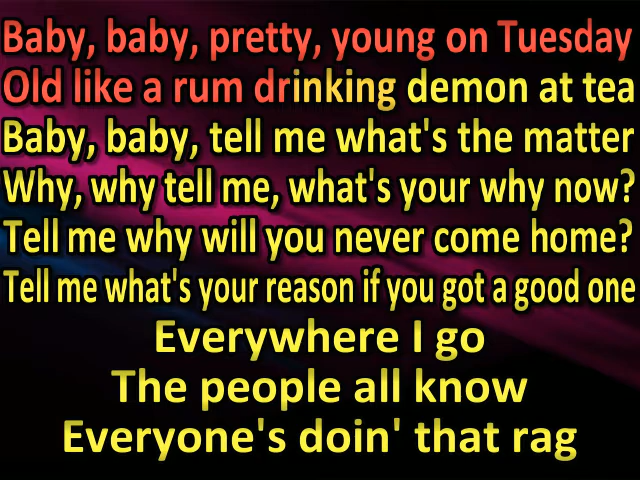 Baby, baby, pretty, young on Tuesday
Old like a rum drinking demon at tea
Baby, baby, tell me what's the matter
Why, why tell me, what's your why now?
Tell me why will you never come home?
Tell me what's your reason if you got a good one
Everywhere I go
The people all know
Everyone's doin' that rag